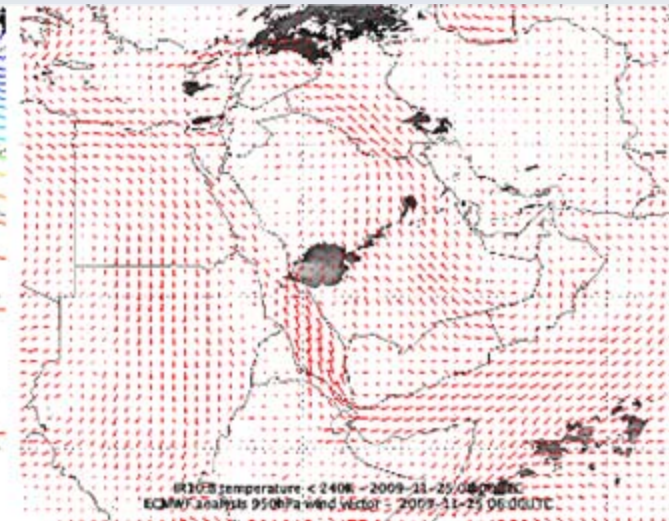 IR10.8 temperature < 240K - 2009-11-25
ECMWF analysis 950hPa wind vector - 2009-11-25 06:00UTC